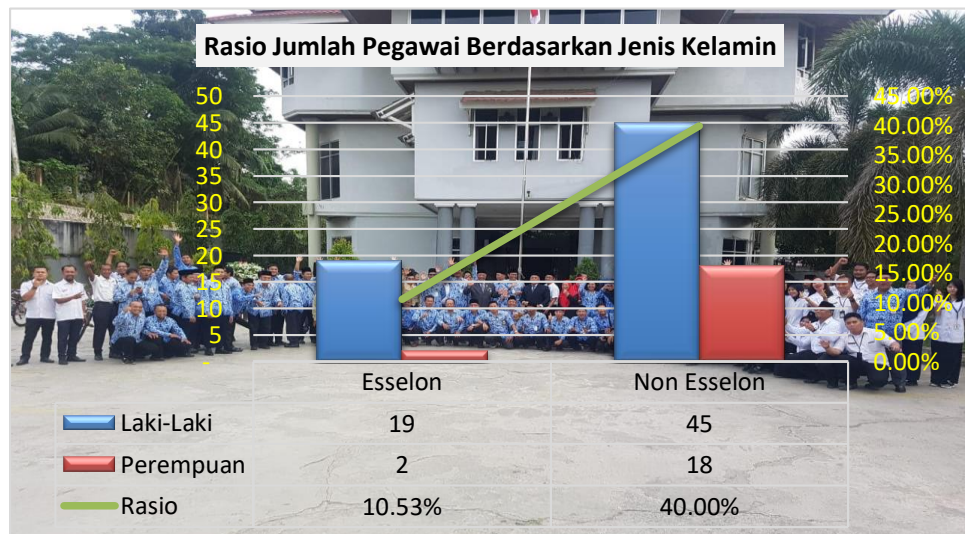 Rasio Jumlah Pegawai Berdasarkan Jenis Kelamin
50 45.00%
45 40.00%
40 35.00%
35 30.00%
30 25.00%
25 20.00%
20 15.00%
15 10.00%
10 5.00%
5 0.00%
-
Esselon Non Esselon
Laki-Laki 19 45
Perempuan 2 18
Rasio 10.53% 40.00%